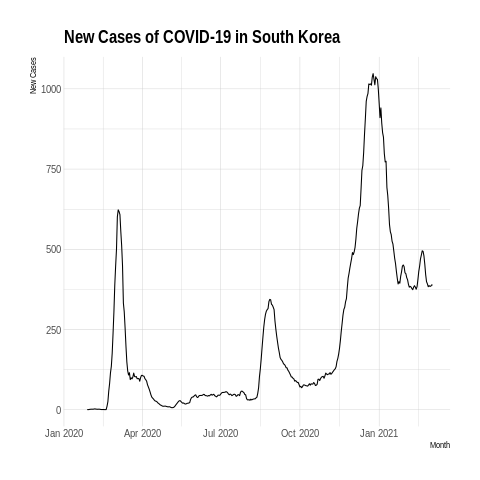 New Cases of COVID-19 in South Korea
New Cases
1000
750
500
250
0
Jan 2020 Apr 2020 Jul 2020 Oct 2020 Jan 2021
Month